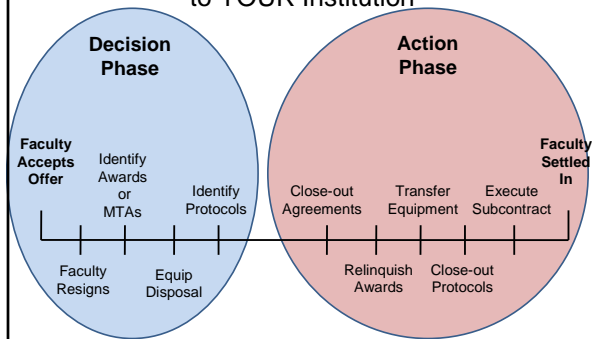 to YOUR Institution
Decision
Phase
Action
Phase
Faculty
Accepts
Offer
Identify
Awards
or
MTAs
Identify
Protocols
Close-out
Agreements
Transfer
Equipment
Execute
Subcontract
Faculty
Settled
In
Faculty
Resigns
Equip
Disposal
Relinquish
Awards
Close-out
Protocols